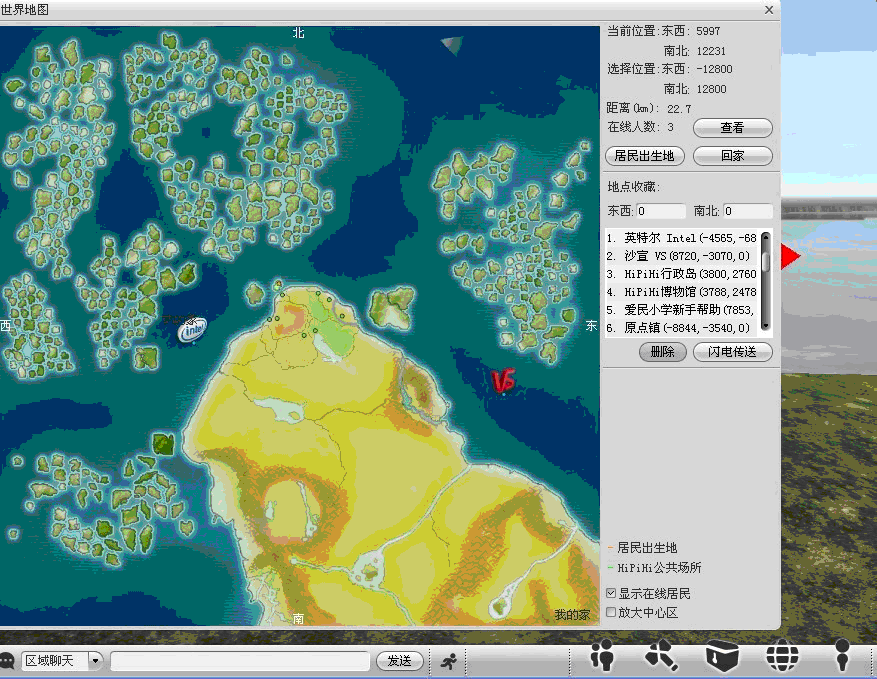 世界地图
北
当前位置:东西: 5997
南北: 12231
选择位置:东西: -12800
南北: 12800
距离(km): 22.7
在线人数: 3 查看
居民出生地 回家
地点收藏:
东西: 0 南北: 0
1. 英特尔 Intel(-4565,-68
2. 沙宣 VS(8720,-3070,0)
3. HiPiHi行政岛(3800,2760
4. HiPiHi博物馆(3788,2478
5. 爱民小学新手帮助(7853,
6. 原点镇(-8844,-3540,0)
删除 闪电传送
西
intel
东
VS
居民出生地
HiPiHi公共场所
显示在线居民
放大中心区
我的家
南
区域聊天 发送